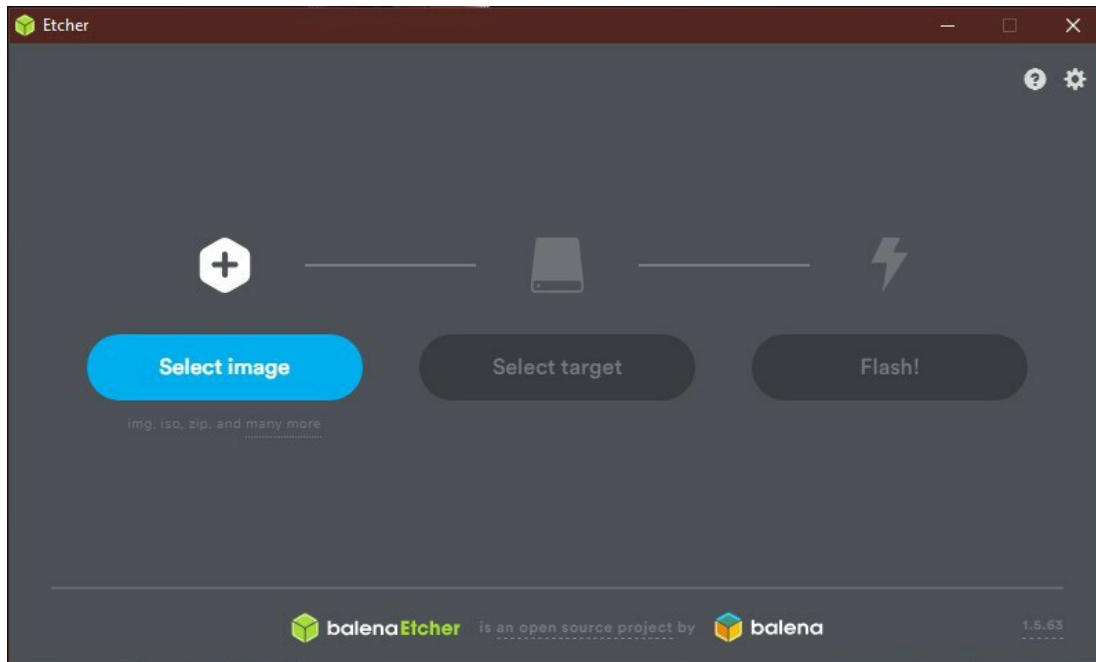 Etcher
Select image
Select target
Flash!
img, iso, zip, and many more
balenaEtcher is an open source project by balena
1.5.63